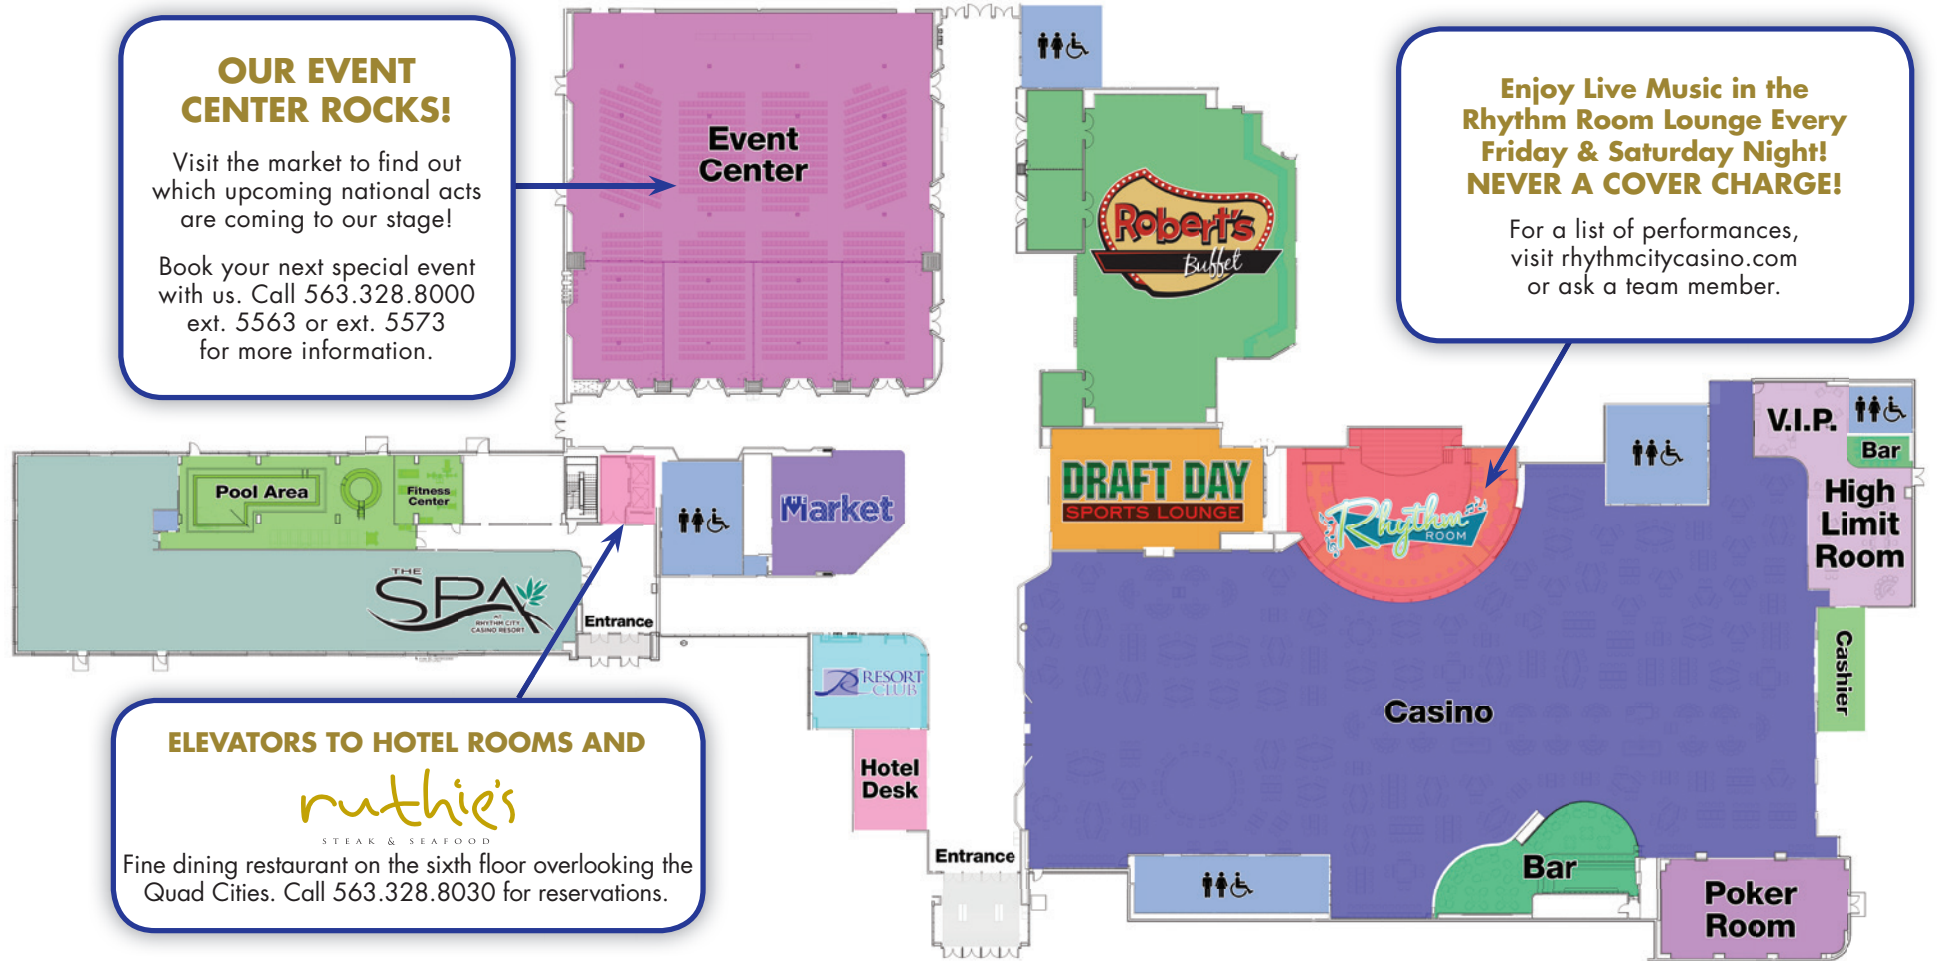 OUR EVENT
CENTER ROCKS!
Visit the market to find out
which upcoming national acts
are coming to our stage!
Book your next special event
with us. Call 563.328.8000
ext. 5563 or ext. 5573
for more information.
Event
Center
Robert's
Buffet
Enjoy Live Music in the
Rhythm Room Lounge Every
Friday & Saturday Night!
NEVER A COVER CHARGE!
For a list of performances,
visit rhythmcitycasino.com
or ask a team member.
V.I.P.
Bar
High
Limit
Room
Pool Area
Fitness
Center
THE
Market
DRAFT DAY
SPORTS LOUNGE
Rhythm
ROOM
THE
SPA
AT
RHYTHM CITY
CASINO RESORT
Entrance
RESORT
CLUB
Cashier
Casino
Hotel
Desk
ELEVATORS TO HOTEL ROOMS AND
ruthie's
STEAK & SEAFOOD
Fine dining restaurant on the sixth floor overlooking the
Quad Cities. Call 563.328.8030 for reservations.
Entrance
Bar
Poker
Room